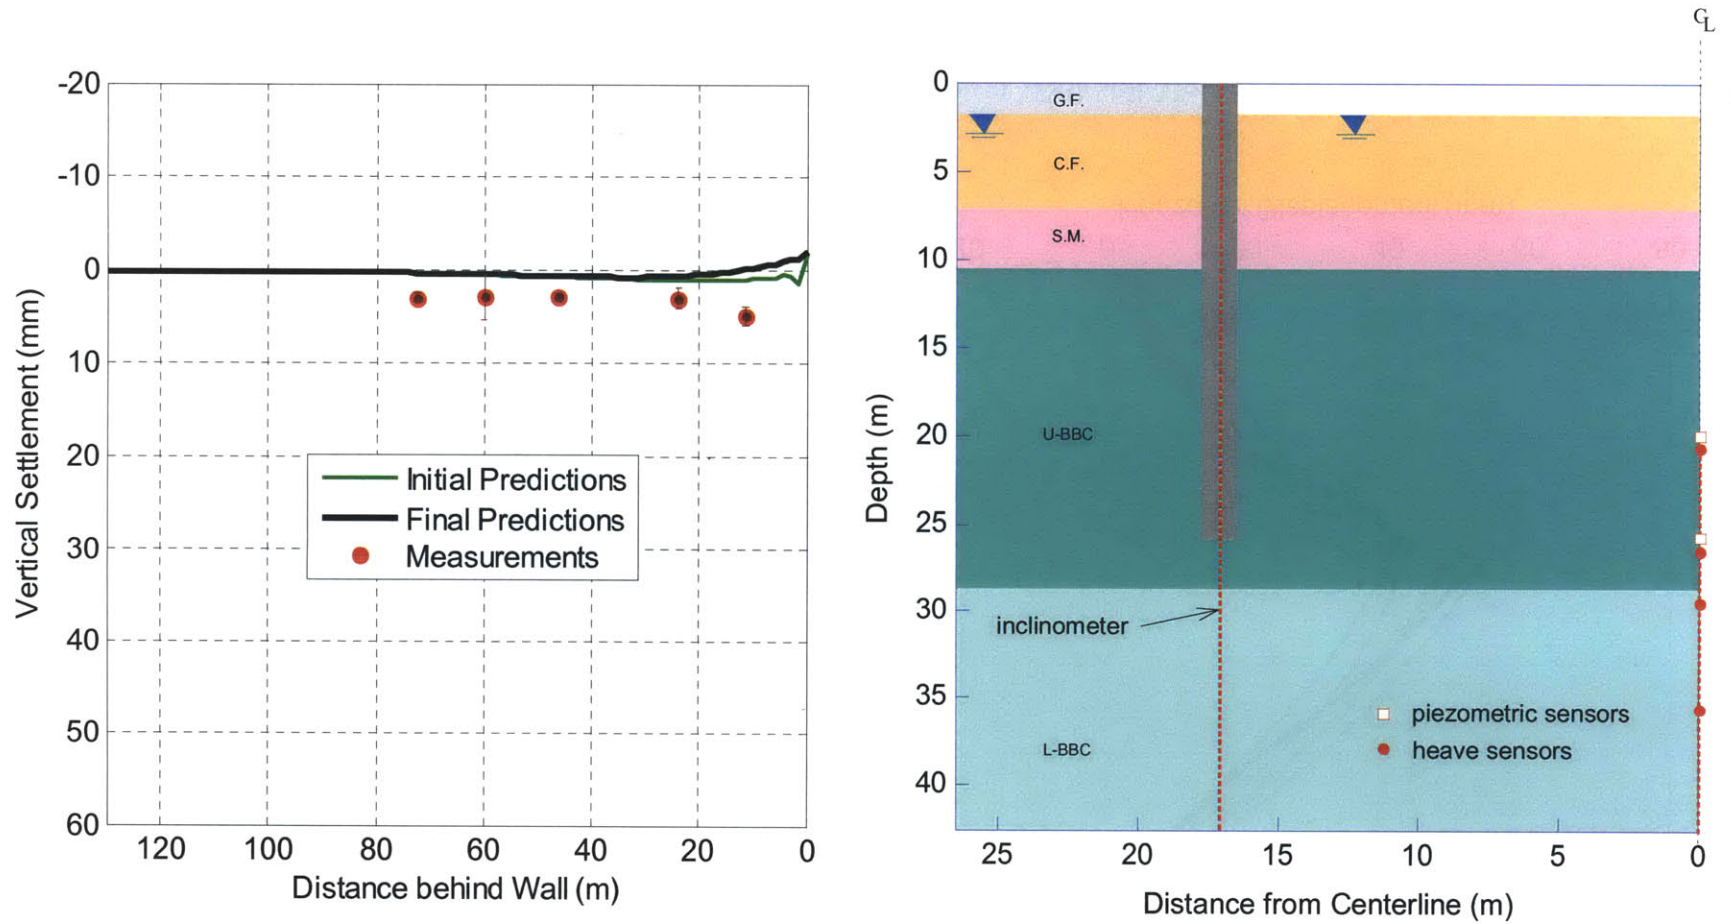 -20
-10
0
10
20
30
40
50
60
Vertical Settlement (mm)
Initial Predictions
Final Predictions
Measurements
120 100 80 60 40 20 0
Distance behind Wall (m)
CL
0
5
10
15
20
25
30
35
40
Depth (m)
G.F.
C.F.
S.M.
U-BBC
inclinometer
piezometric sensors
heave sensors
L-BBC
25 20 15 10 5 0
Distance from Centerline (m)